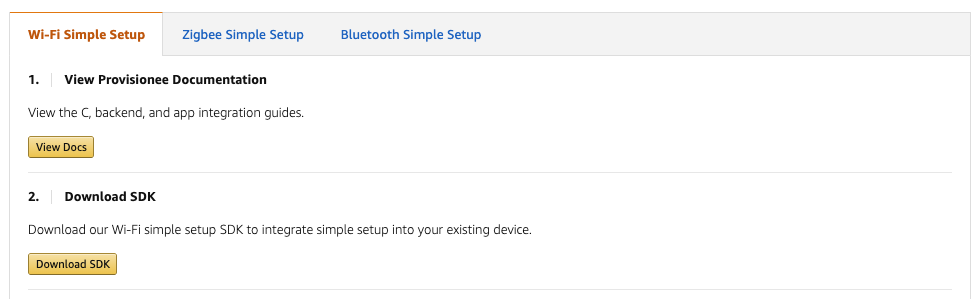 Wi-Fi Simple Setup Zigbee Simple Setup Bluetooth Simple Setup
1. View Provisionee Documentation
View the C, backend, and app integration guides.
View Docs
2. Download SDK
Download our Wi-Fi simple setup SDK to integrate simple setup into your existing device.
Download SDK